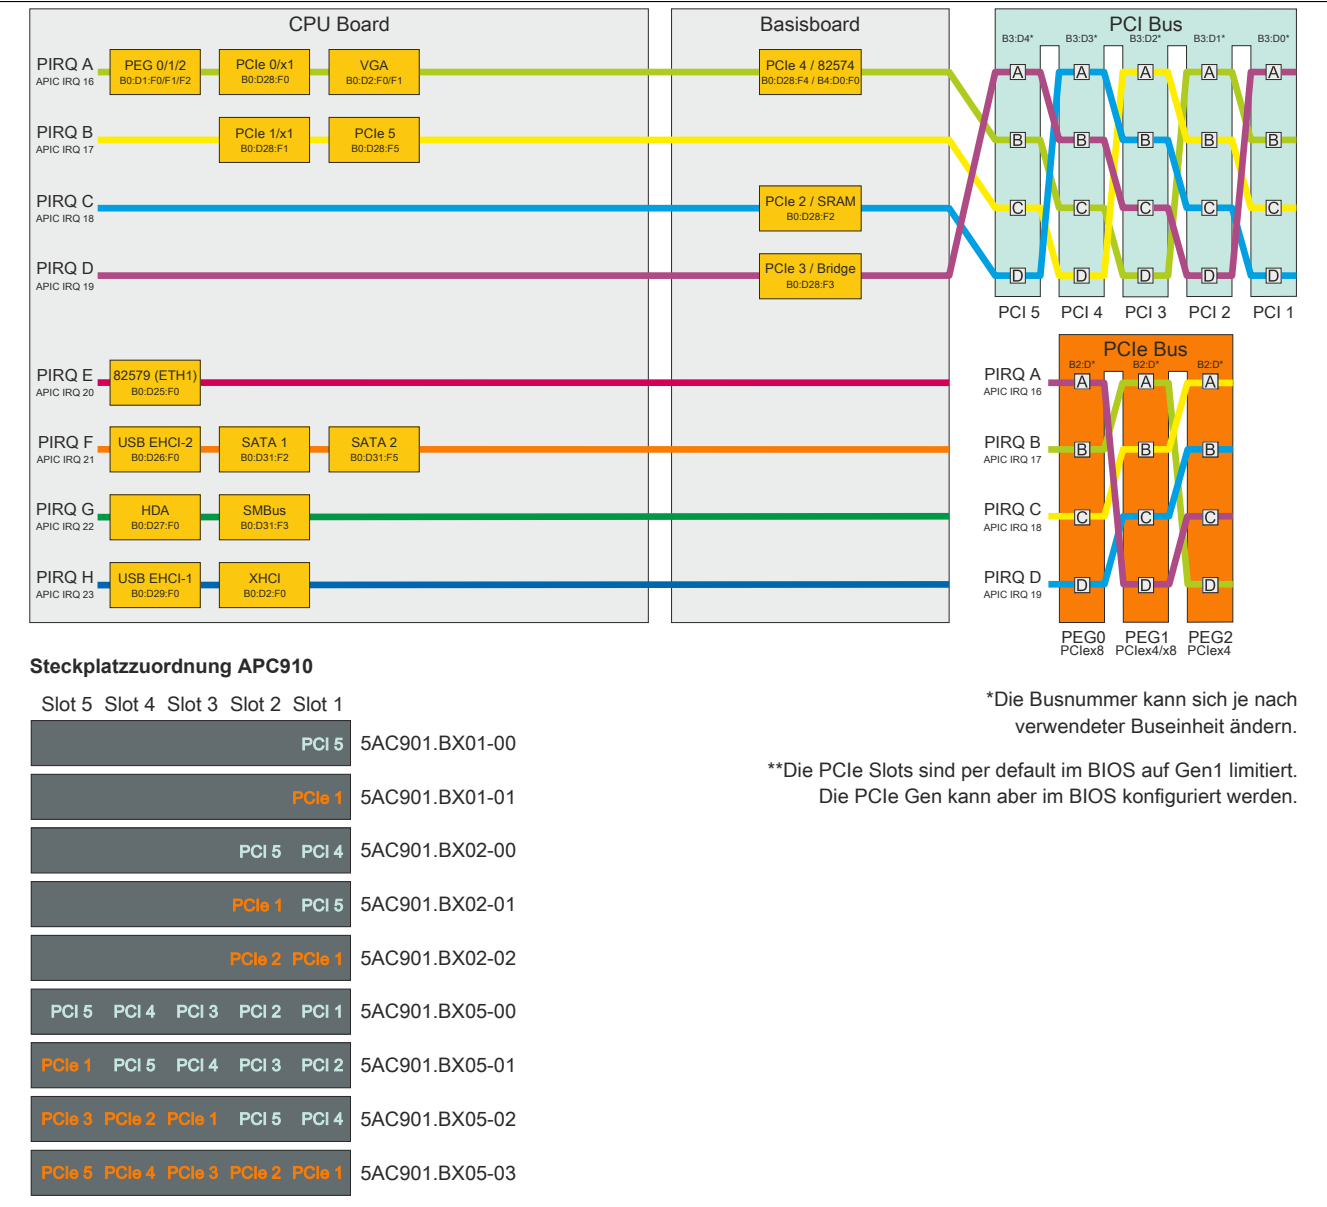 CPU Board
Basisboard
PCI Bus
B3:D4* B3:D3* B3:D2* B3:D1* B3:D0*
PIRQ A
APIC IRQ 16
PEG 0/1/2
B0:D1:F0/F1/F2
PCIe 0/x1
B0:D28:F0
VGA
B0:D2:F0/F1
PCIe 4 / 82574
B0:D28:F4 / B4:D0:F0
A A A A A
PIRQ B
APIC IRQ 17
PCIe 1/x1
B0:D28:F1
PCIe 5
B0:D28:F5
B B B B B
PIRQ C
APIC IRQ 18
PCIe 2 / SRAM
B0:D28:F2
C C C C C
PIRQ D
APIC IRQ 19
PCIe 3 / Bridge
B0:D28:F3
D D D D D
PCI 5 PCI 4 PCI 3 PCI 2 PCI 1
PIRQ E
APIC IRQ 20
82579 (ETH1)
B0:D25:F0
PIRQ F
APIC IRQ 21
USB EHCI-2
B0:D26:F0
SATA 1
B0:D31:F2
SATA 2
B0:D31:F5
PIRQ G
APIC IRQ 22
HDA
B0:D27:F0
SMBus
B0:D31:F3
PIRQ H
APIC IRQ 23
USB EHCI-1
B0:D29:F0
XHCI
B0:D2:F0
PCIe Bus
B2:D* B2:D* B2:D*
PIRQ A
APIC IRQ 16
A A A
PIRQ B
APIC IRQ 17
B B B
PIRQ C
APIC IRQ 18
C C C
PIRQ D
APIC IRQ 19
D D D
PEG0 PEG1 PEG2
PCIex8 PCIex4/x8 PCIex4
Steckplatzzuordnung APC910
Slot 5 Slot 4 Slot 3 Slot 2 Slot 1
PCI 5 5AC901.BX01-00
PCIe 1 5AC901.BX01-01
PCI 5 PCI 4 5AC901.BX02-00
PCIe 1 PCI 5 5AC901.BX02-01
PCIe 2 PCIe 1 5AC901.BX02-02
PCI 5 PCI 4 PCI 3 PCI 2 PCI 1 5AC901.BX05-00
PCIe 1 PCI 5 PCI 4 PCI 3 PCI 2 5AC901.BX05-01
PCIe 3 PCIe 2 PCIe 1 PCI 5 PCI 4 5AC901.BX05-02
PCIe 5 PCIe 4 PCIe 3 PCIe 2 PCIe 1 5AC901.BX05-03
*Die Busnummer kann sich je nach
verwendeter Buseinheit ändern.
**Die PCIe Slots sind per default im BIOS auf Gen1 limitiert.
Die PCIe Gen kann aber im BIOS konfiguriert werden.